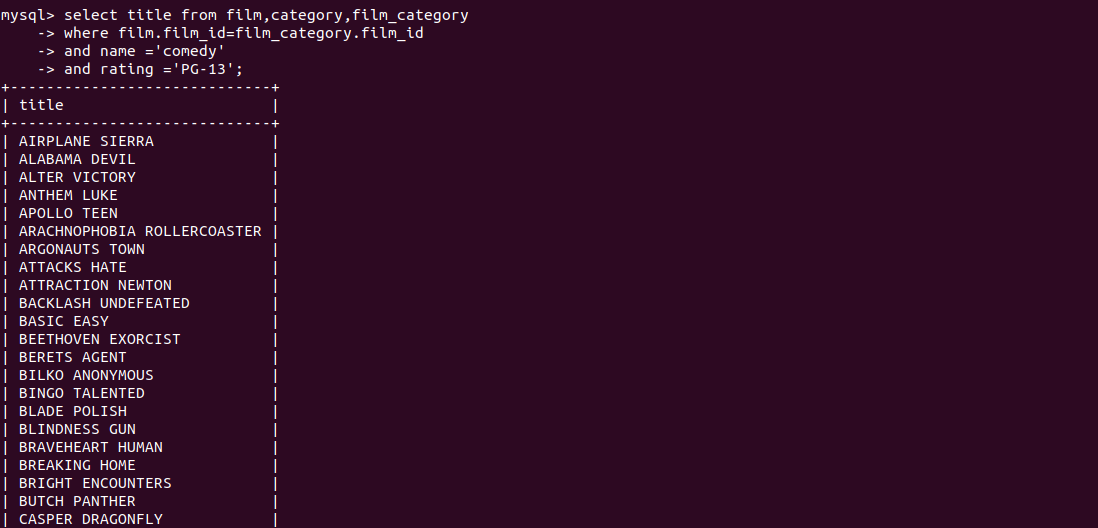 mysql> select title from film,category,film_category
    -> where film.film_id=film_category.film_id
    -> and name ='comedy'
    -> and rating ='PG-13';
+-----------------------------+
| title                       |
+-----------------------------+
| AIRPLANE SIERRA             |
| ALABAMA DEVIL               |
| ALTER VICTORY               |
| ANTHEM LUKE                 |
| APOLLO TEEN                 |
| ARACHNOPHOBIA ROLLERCOASTER |
| ARGONAUTS TOWN              |
| ATTACKS HATE                |
| ATTRACTION NEWTON           |
| BACKLASH UNDEFEATED         |
| BASIC EASY                  |
| BEETHOVEN EXORCIST          |
| BERETS AGENT                |
| BILKO ANONYMOUS             |
| BINGO TALENTED              |
| BLADE POLISH                |
| BLINDNESS GUN               |
| BRAVEHEART HUMAN            |
| BREAKING HOME               |
| BRIGHT ENCOUNTERS           |
| BUTCH PANTHER               |
| CASPER DRAGONFLY            |